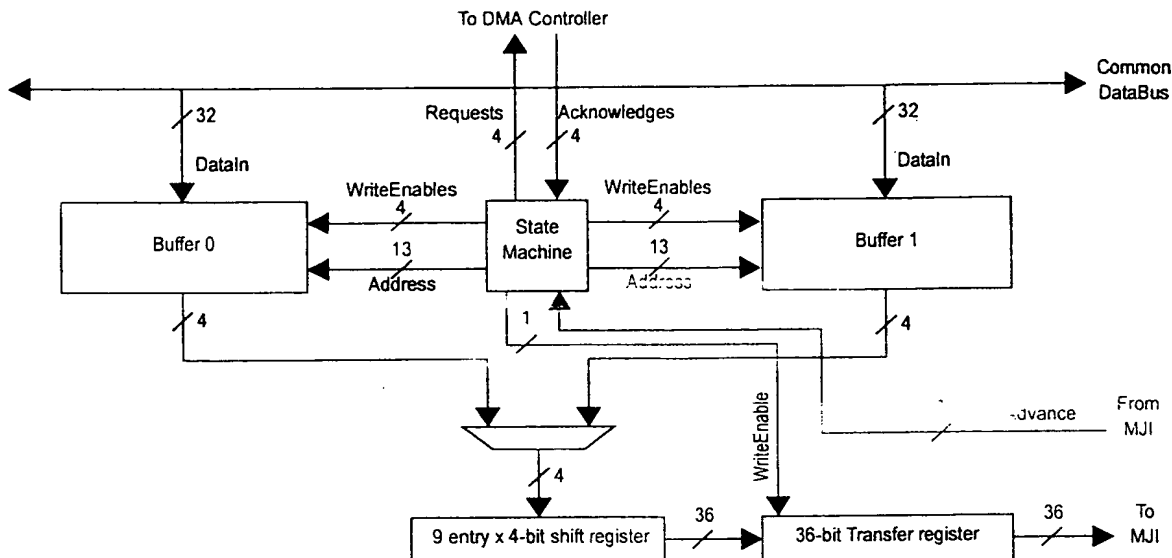 To DMA Controller
Common
DataBus
32
Requests
Acknowledges
32
4
4
DataIn
DataIn
WriteEnables
4
WriteEnables
4
State
Machine
Buffer 0
Buffer 1
13
Address
13
Address
4
1
4
WriteEnable
From
MJI
4
9 entry x 4-bit shift register
36
36-bit Transfer register
36
To
MJI